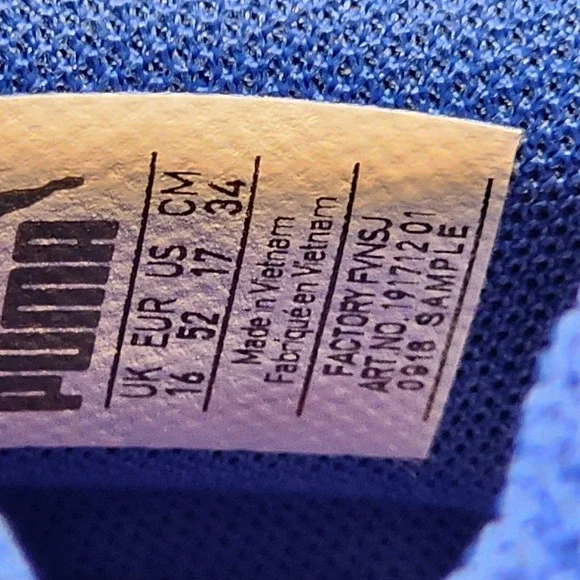 PUMA
UK EUR US CM
16 52 17 34
Made in Vietnam
Fabriqué en Vietnam
FACTORY FVNSJ
ART.NO. 191712 01
0918 SAMPLE